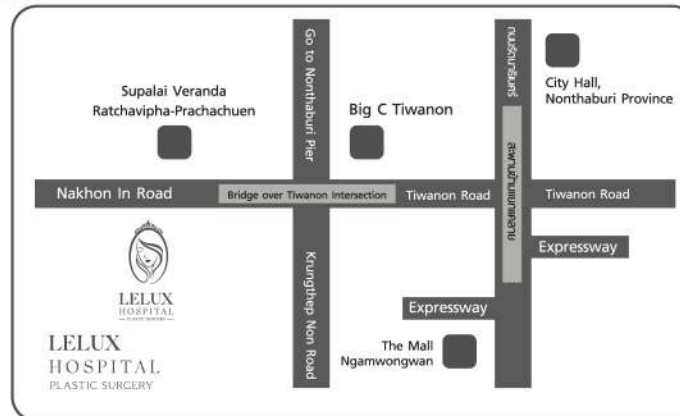 Go to Nonthaburi Pier
ถนนรัตนาธิเบศร์
Supalai Veranda
Ratchavipha-Prachachuen
Big C Tiwanon
City Hall,
Nonthaburi Province
Nakhon In Road
Bridge over Tiwanon Intersection
Tiwanon Road
Tiwanon Road
Expressway
Krungthep Non Road
Expressway
The Mall
Ngamwongwan
LELUX
HOSPITAL
PLASTIC SURGERY
LELUX
HOSPITAL
PLASTIC SURGERY